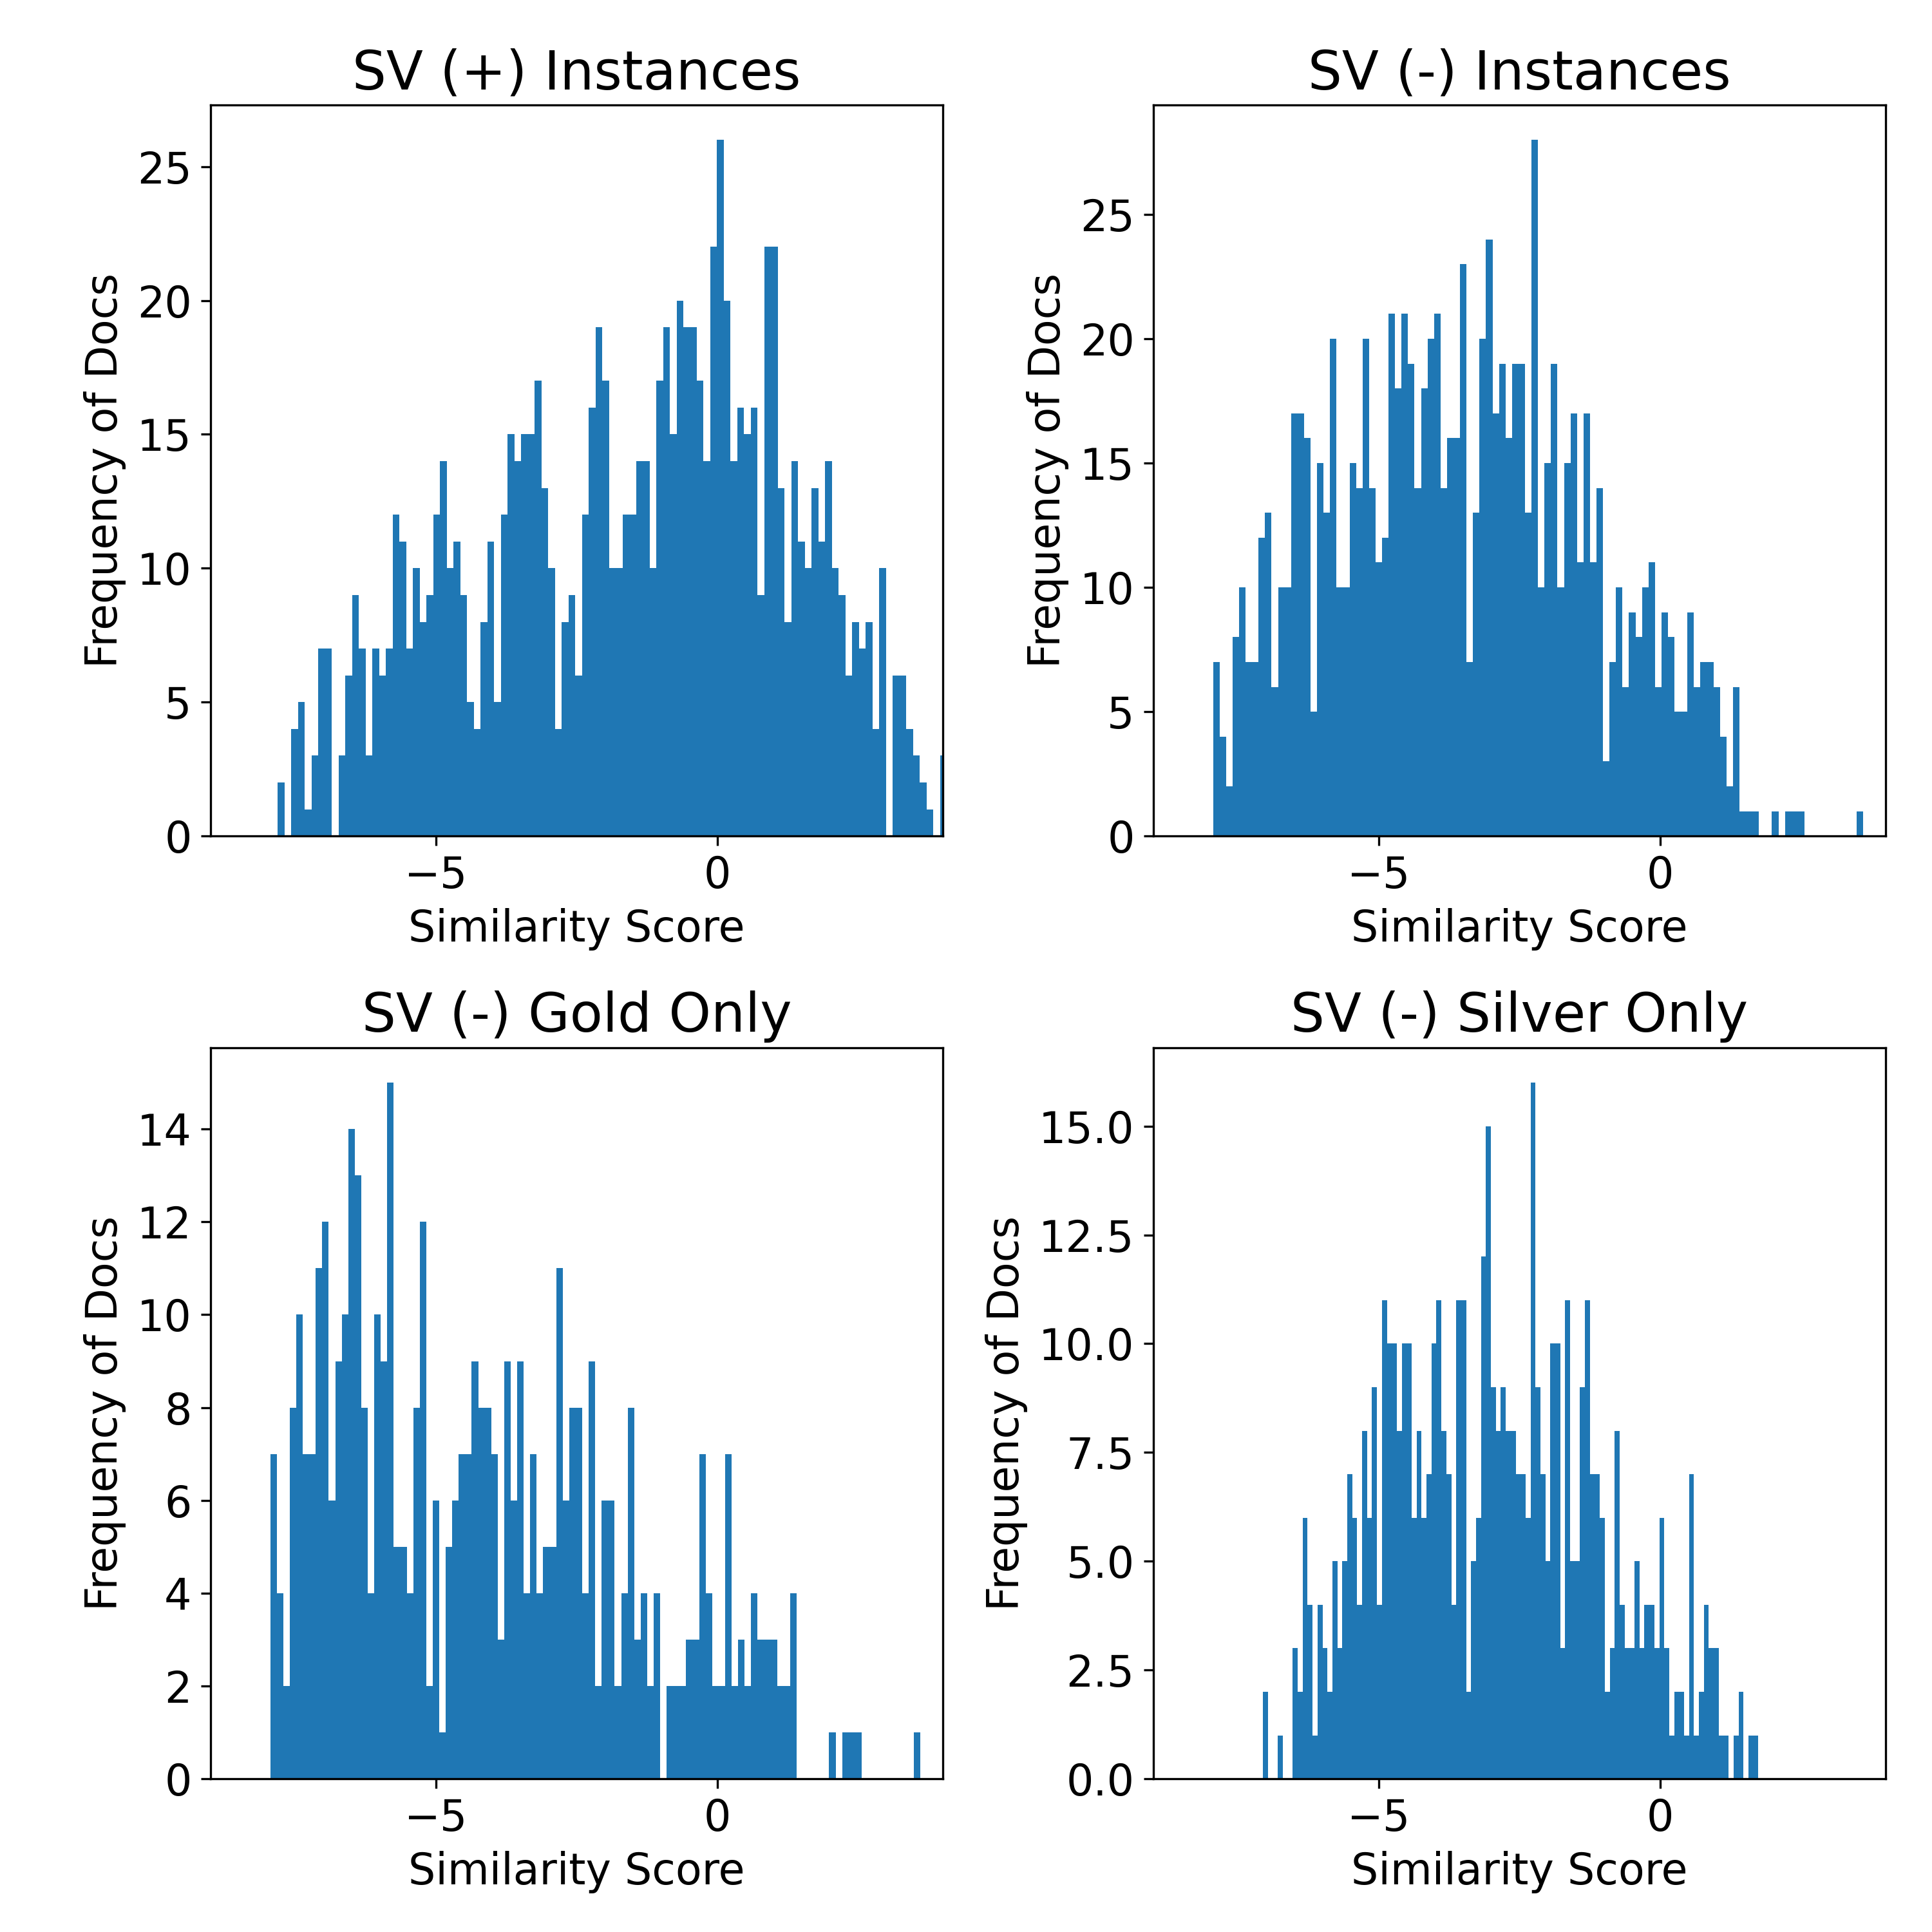 SV (+) Instances
25
20
15
10
5
0
Frequency of Docs
−5 0
Similarity Score
SV (-) Instances
25
20
15
10
5
0
Frequency of Docs
−5 0
Similarity Score
SV (-) Gold Only
14
12
10
8
6
4
2
0
Frequency of Docs
−5 0
Similarity Score
SV (-) Silver Only
15.0
12.5
10.0
7.5
5.0
2.5
0.0
Frequency of Docs
−5 0
Similarity Score